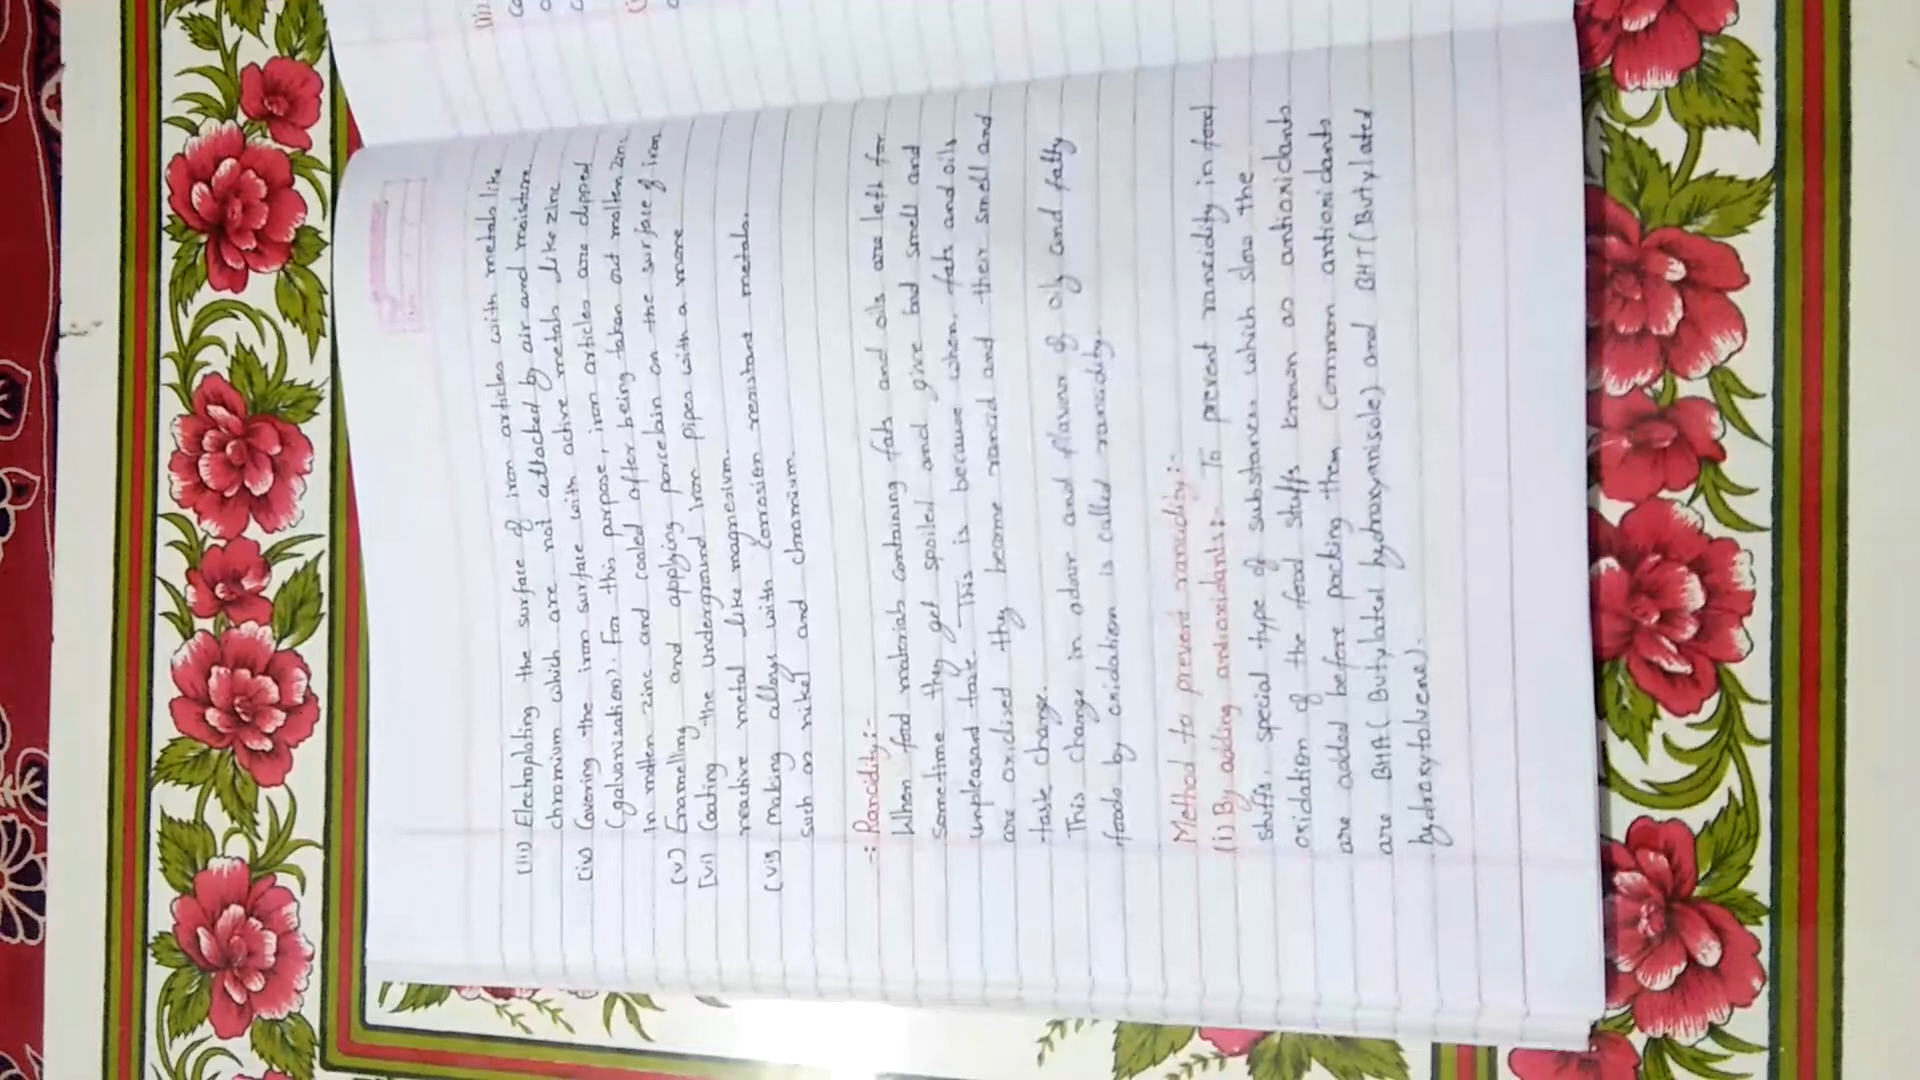 (iii) Electroplating the surface of iron articles with metals like
chromium which are not attacked by air and moisture.
(iv) Covering the iron surface with active metals like zinc
(galvanisation). For this purpose, iron articles are dipped
in molten zinc and cooled after being taken out molten zinc
(v) Enamelling and applying porcelain on the surface of iron
(vi) Coating the underground iron pipes with a more
reactive metal like magnesium.
(vii) making alloys with corrosion resistant metals.
such as nikel and chromium.
-: Rancidity:-
When food materials containing fats and oils are left for
sometime they get spoiled and give bad smell and
unpleasant taste. This is because when, fats and oils
are oxidised they become rancid and their smell and
taste change.
This change in odour and flavour of oily and fatty
foods by oxidation is called rancidity.
Method to prevent rancidity:-
(i) By adding antioxidants:- To prevent rancidity in food
stuffs, special type of substances which slow the
oxidation of the food stuffs known as antioxidants
are added before packing them Common antioxidants
are BHA (Butylated hydroxyanisole) and BHT (Butylated
hydroxytoluene).